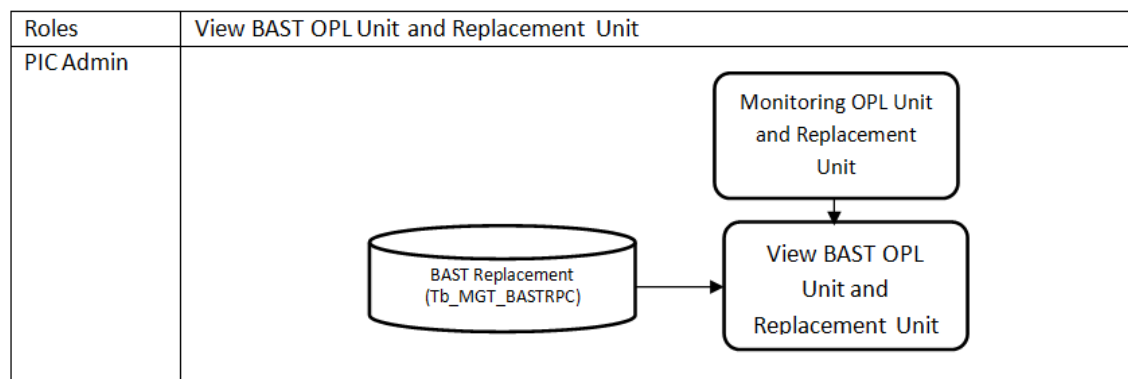 Roles
View BAST OPL Unit and Replacement Unit
PIC Admin
Monitoring OPL Unit
and Replacement
Unit
BAST Replacement
(Tb_MGT_BASTRPC)
View BAST OPL
Unit and
Replacement Unit